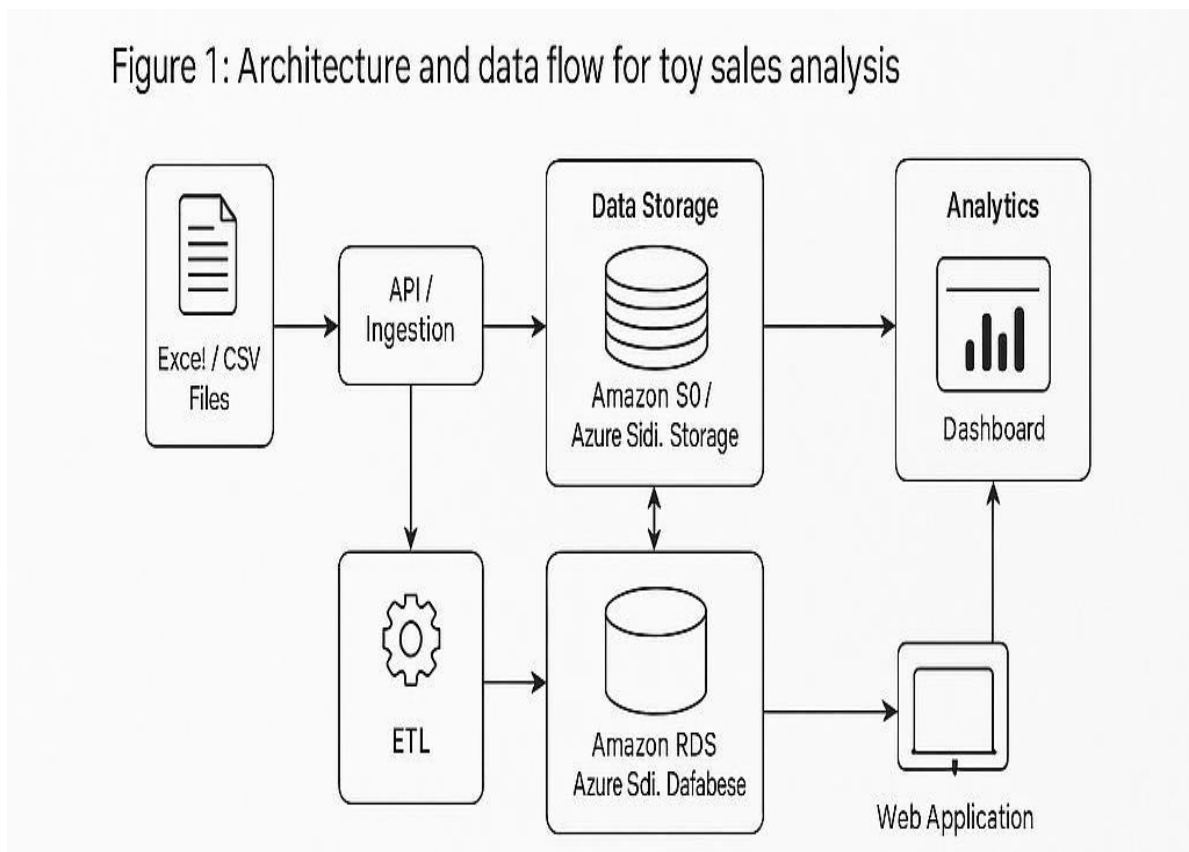 Figure 1: Architecture and data flow for toy sales analysis
Exce! / CSV
Files
API /
Ingestion
Data Storage
Amazon S0/
Azure Sidi. Storage
Analytics
Dashboard
ETL
Amazon RDS
Azure Sdi. Dafabese
Web Application